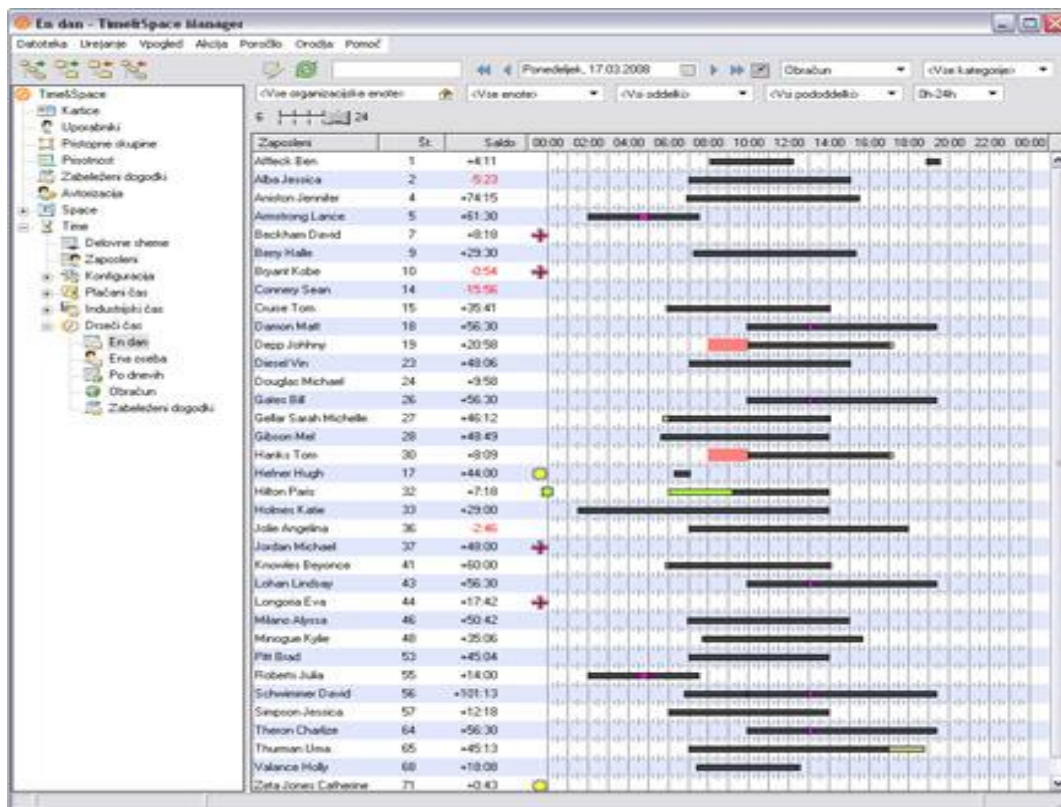 En dan - Time&Space Manager
Datoteka Urejanje Vpogled Akcija Poročilo Orodja Pomoč
Ponedeljek, 17.03.2008 Obračun <Vse kategorije>
<Vse organizacijske enote> <Vse enote> <Vsi oddelki> <Vsi pododdelki> 0h-24h
6 24
Time&Space
Kartice
Uporabniki
Pristopne skupine
Prisotnost
Zabeleženi dogodki
Avtorizacija
Space
Time
Delovne sheme
Zaposleni
Konfiguracija
Plačani čas
Industrijski čas
Drseči čas
En dan
Ena oseba
Po dnevih
Obračun
Zabeleženi dogodki
Zaposleni Št. Saldo 00:00 02:00 04:00 06:00 08:00 10:00 12:00 14:00 16:00 18:00 20:00 22:00 00:00
Affleck Ben 1 +4:11
Alba Jessica 2 -5:23
Aniston Jennifer 4 +74:15
Armstrong Lance 5 +61:30
Beckham David 7 +8:18
Berry Halle 9 +29:30
Bryant Kobe 10 -0:54
Connery Sean 14 -15:56
Cruise Tom 15 +35:41
Damon Matt 18 +56:30
Depp Johhny 19 +20:58
Diesel Vin 23 +48:06
Douglas Michael 24 +9:58
Gates Bill 26 +56:30
Gellar Sarah Michelle 27 +46:12
Gibson Mel 28 +48:49
Hanks Tom 30 +8:09
Hefner Hugh 17 +44:00
Hilton Paris 32 +7:18
Holmes Katie 33 +29:00
Jolie Angelina 36 -2:46
Jordan Michael 37 +48:00
Knowles Beyonce 41 +60:00
Lohan Lindsay 43 +56:30
Longoria Eva 44 +17:42
Milano Alyssa 46 +50:42
Minogue Kylie 48 +35:06
Pitt Brad 53 +45:04
Roberts Julia 55 +14:00
Schwimmer David 56 +101:13
Simpson Jessica 57 +12:18
Theron Charlize 64 +56:30
Thurman Uma 65 +45:13
Valance Holly 68 +18:08
Zeta Jones Catherine 71 +0:43